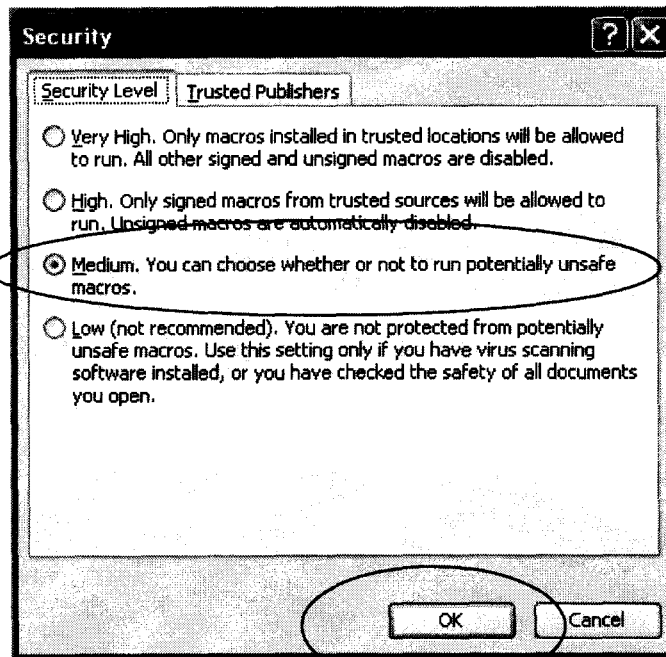 Security
Security Level Trusted Publishers
Very High. Only macros installed in trusted locations will be allowed
to run. All other signed and unsigned macros are disabled.
High. Only signed macros from trusted sources will be allowed to
run. Unsigned macros are automatically disabled.
Medium. You can choose whether or not to run potentially unsafe
macros.
Low (not recommended). You are not protected from potentially
unsafe macros. Use this setting only if you have virus scanning
software installed, or you have checked the safety of all documents
you open.
OK Cancel